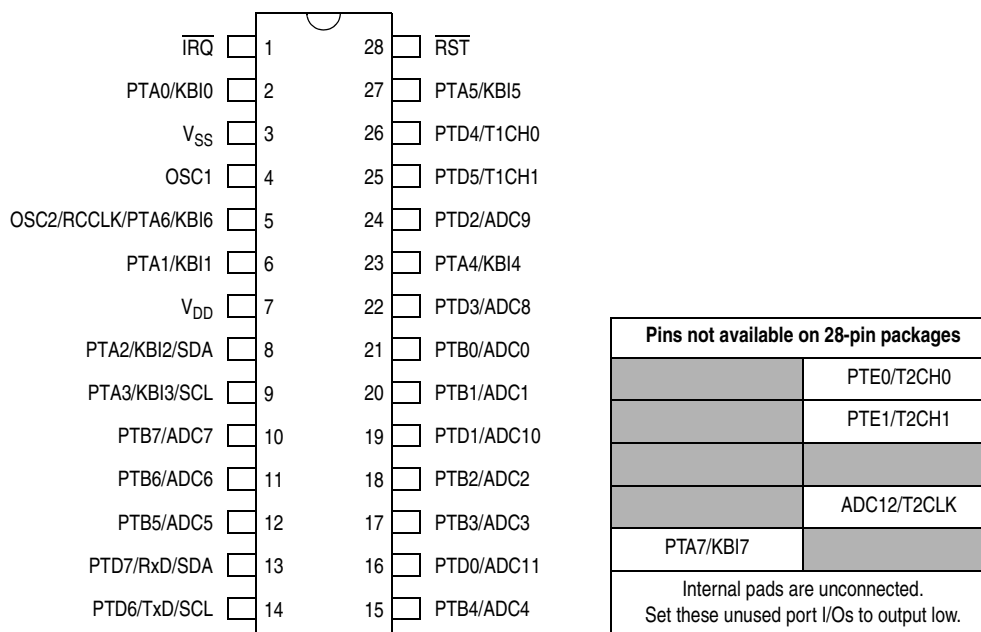 IRQ 1 28 RST
PTA0/KBI0 2 27 PTA5/KBI5
VSS 3 26 PTD4/T1CH0
OSC1 4 25 PTD5/T1CH1
OSC2/RCCLK/PTA6/KBI6 5 24 PTD2/ADC9
PTA1/KBI1 6 23 PTA4/KBI4
VDD 7 22 PTD3/ADC8
PTA2/KBI2/SDA 8 21 PTB0/ADC0
PTA3/KBI3/SCL 9 20 PTB1/ADC1
PTB7/ADC7 10 19 PTD1/ADC10
PTB6/ADC6 11 18 PTB2/ADC2
PTB5/ADC5 12 17 PTB3/ADC3
PTD7/RxD/SDA 13 16 PTD0/ADC11
PTD6/TxD/SCL 14 15 PTB4/ADC4
Pins not available on 28-pin packages
PTE0/T2CH0
PTE1/T2CH1
ADC12/T2CLK
PTA7/KBI7
Internal pads are unconnected.
Set these unused port I/Os to output low.